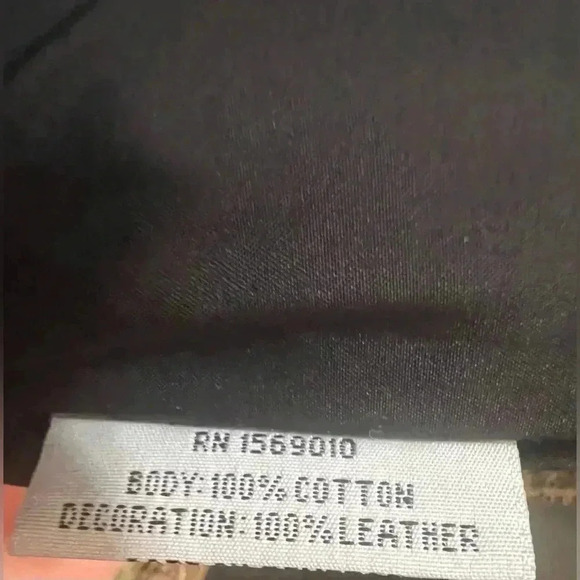 RN 1569010
BODY:100% COTTON
DECORATION:100% LEATHER